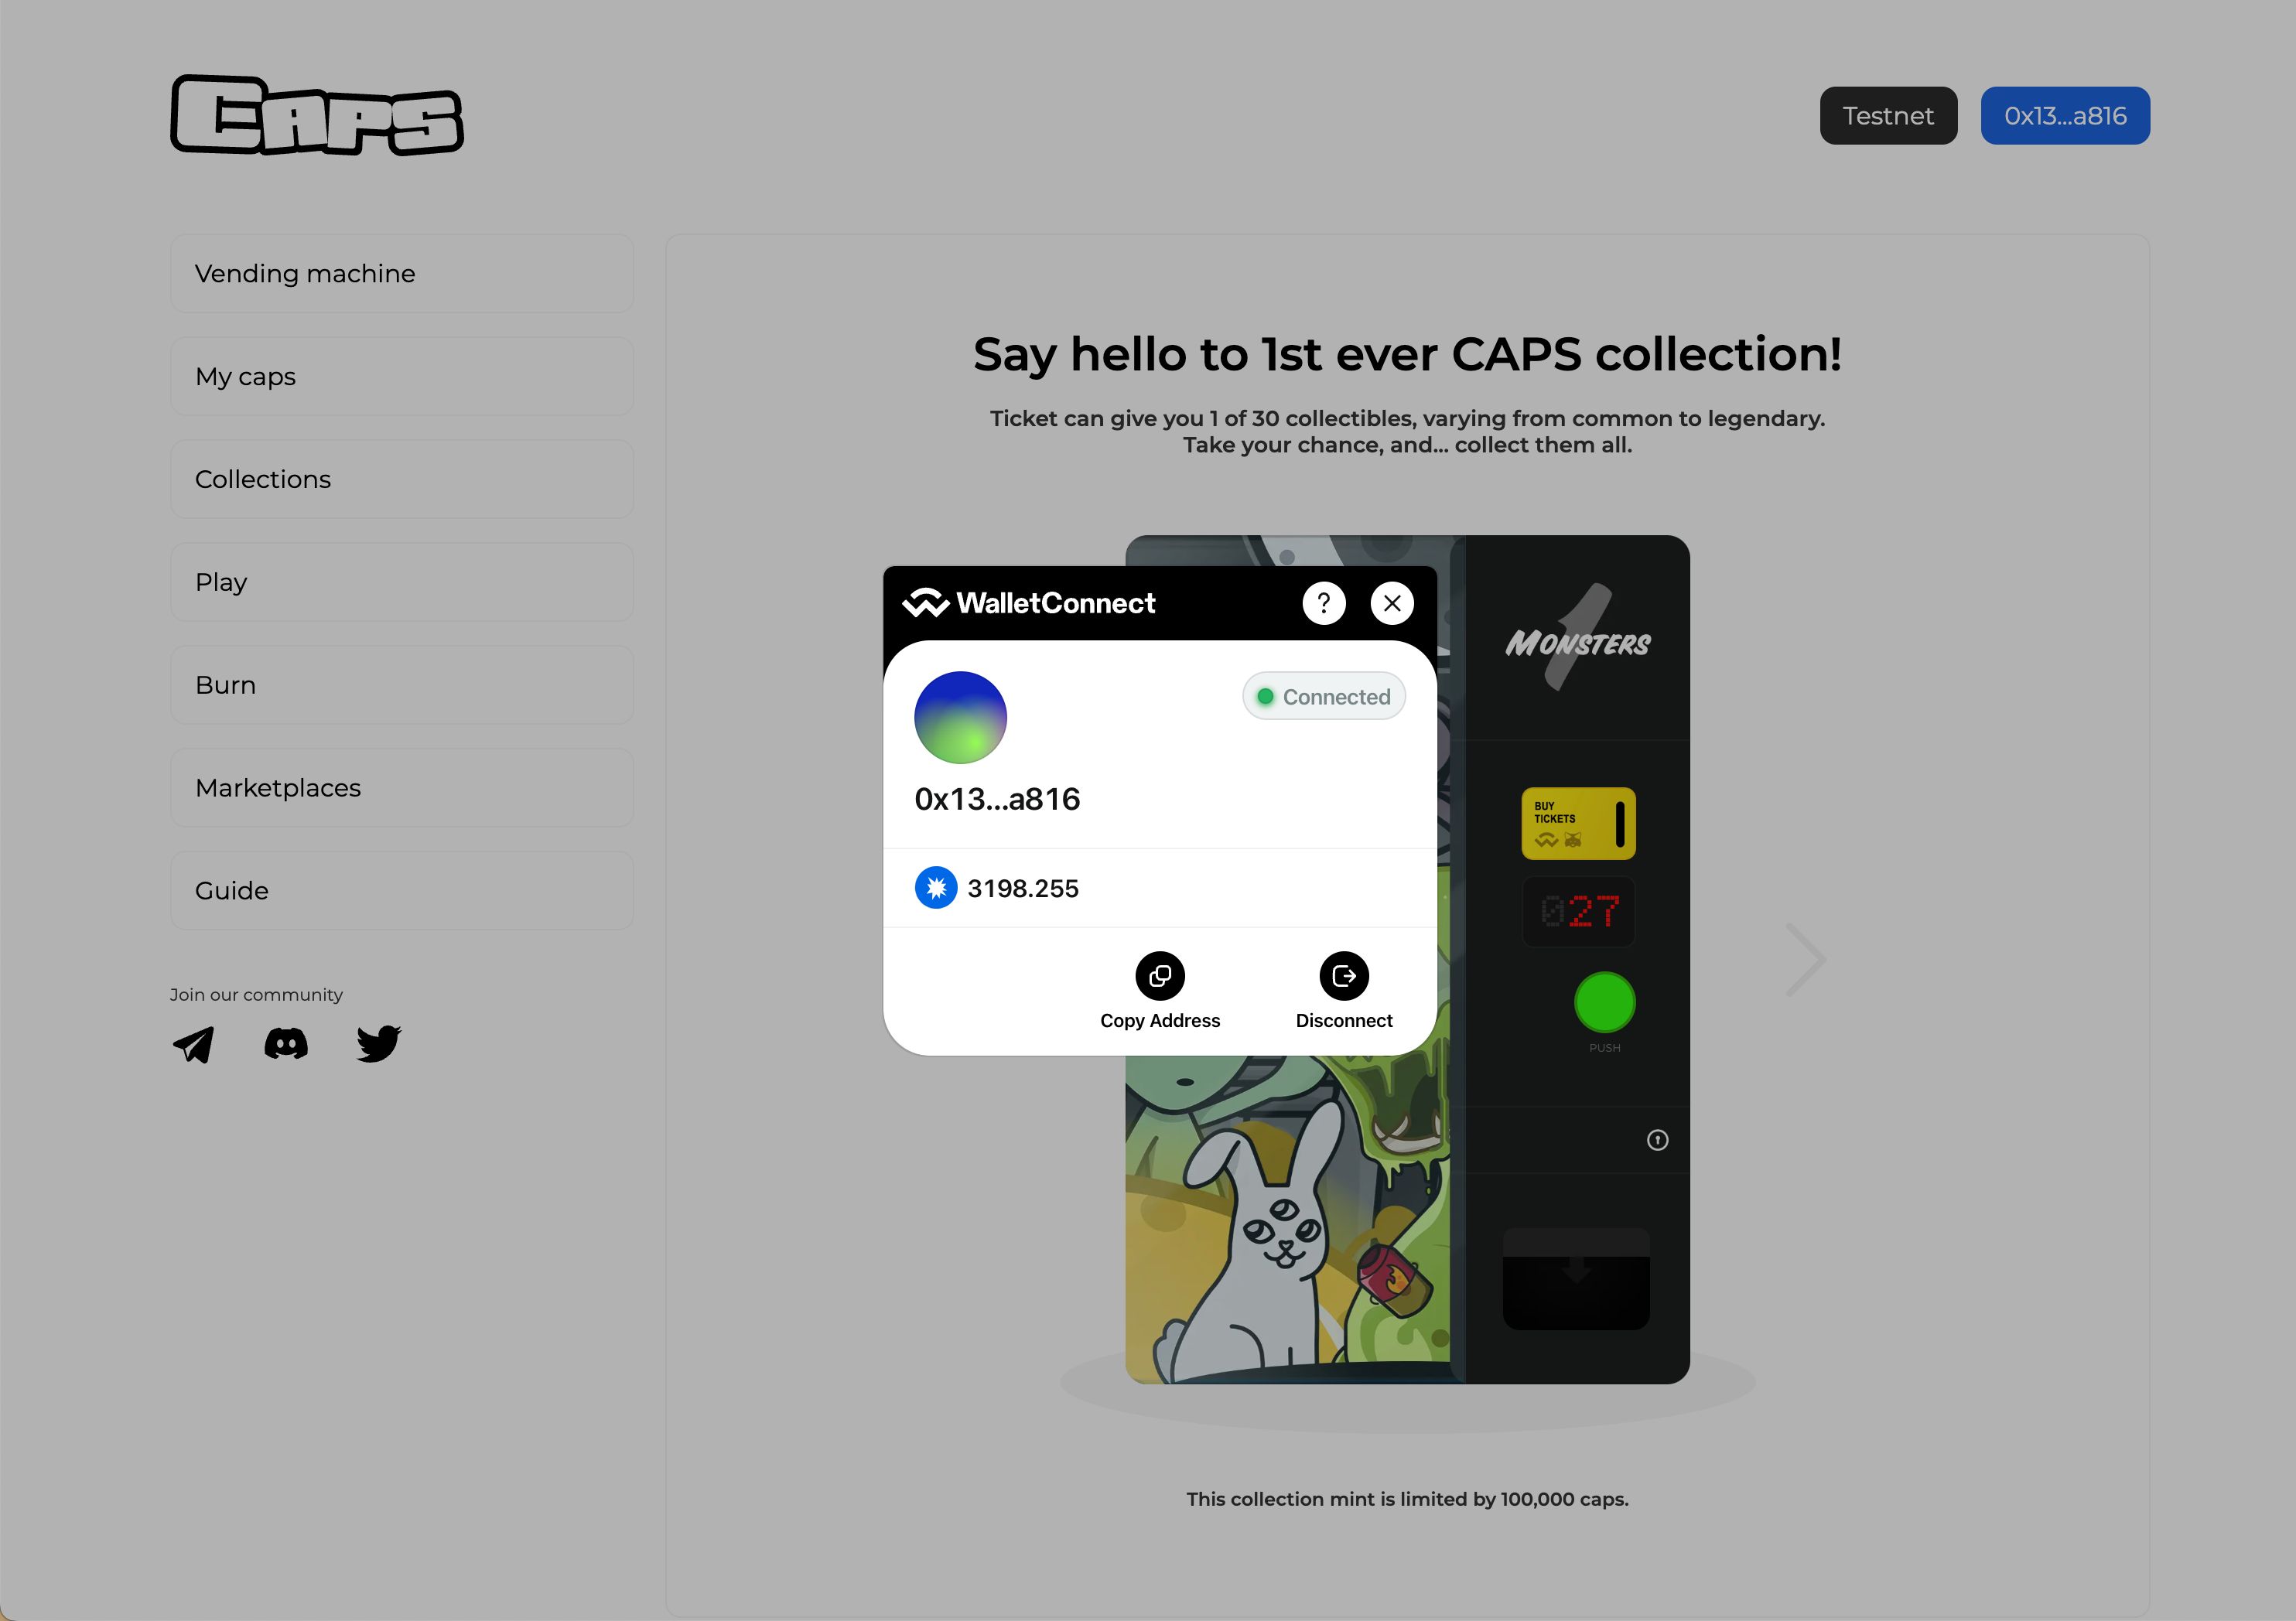 CAPS
Testnet
0x13...a816
Vending machine
My caps
Collections
Play
Burn
Marketplaces
Guide
Join our community
Say hello to 1st ever CAPS collection!
Ticket can give you 1 of 30 collectibles, varying from common to legendary.
Take your chance, and... collect them all.
WalletConnect
?
Connected
0x13...a816
3198.255
Copy Address
Disconnect
1
MONSTERS
BUY
TICKETS
027
PUSH
This collection mint is limited by 100,000 caps.